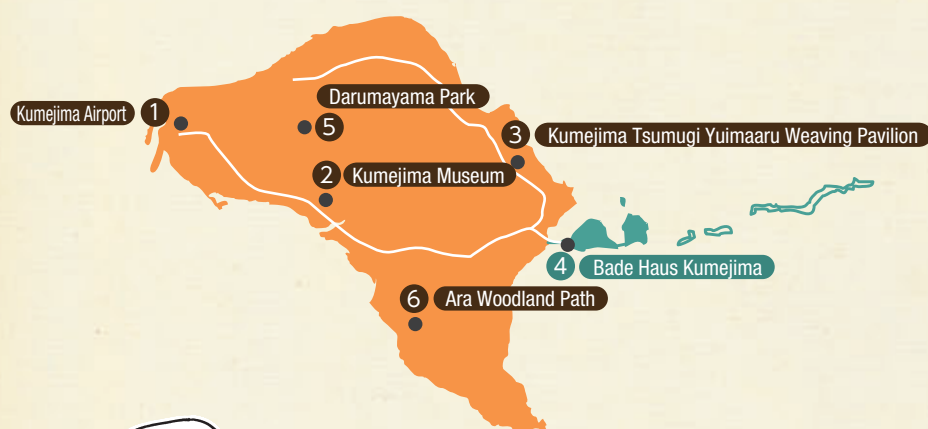 Kumejima Airport 1
Darumayama Park
5
3 Kumejima Tsumugi Yuimaaru Weaving Pavilion
2 Kumejima Museum
4 Bade Haus Kumejima
6 Ara Woodland Path